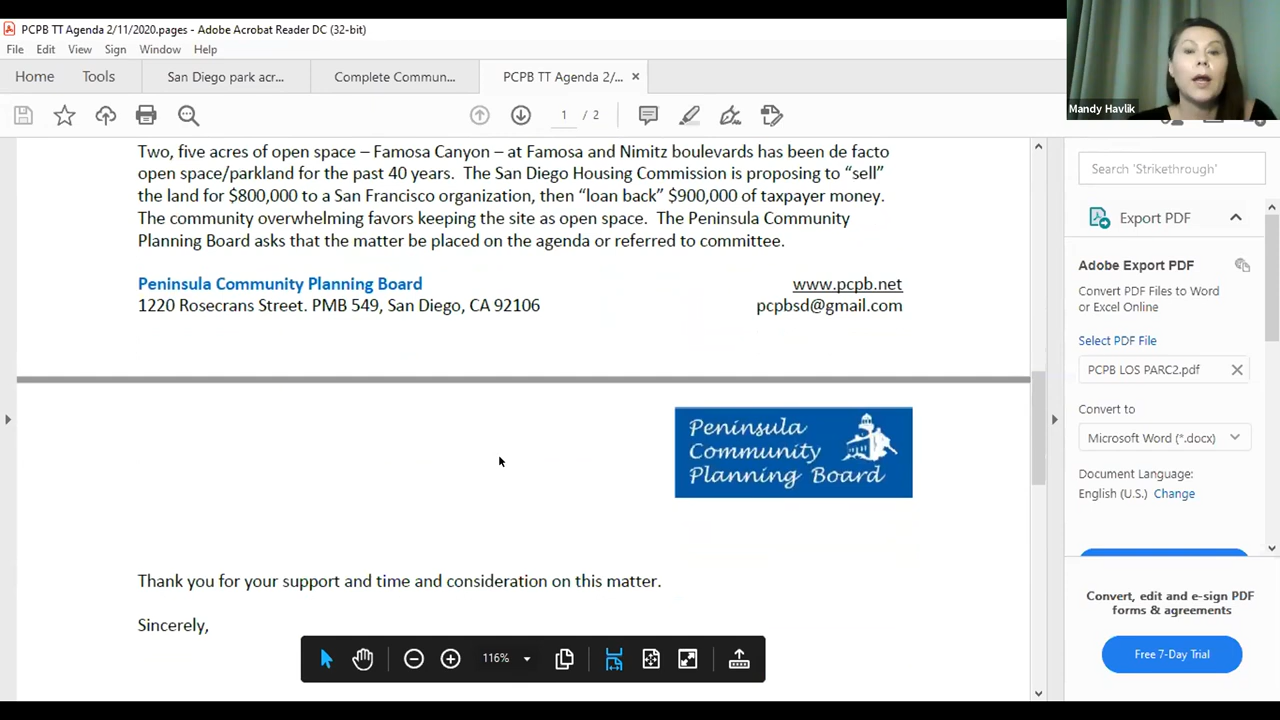 PCPB TT Agenda 2/11/2020.pages - Adobe Acrobat Reader DC (32-bit)
File Edit View Sign Window Help
Home Tools San Diego park acr... Complete Commun... PCPB TT Agenda 2/...
1 / 2
Mandy Havlik
Two, five acres of open space – Famosa Canyon – at Famosa and Nimitz boulevards has been de facto
open space/parkland for the past 40 years. The San Diego Housing Commission is proposing to “sell”
the land for $800,000 to a San Francisco organization, then “loan back” $900,000 of taxpayer money.
The community overwhelming favors keeping the site as open space. The Peninsula Community
Planning Board asks that the matter be placed on the agenda or referred to committee.
Peninsula Community Planning Board www.pcpb.net
1220 Rosecrans Street. PMB 549, San Diego, CA 92106 pcpbsd@gmail.com
Peninsula
Community
Planning Board
Thank you for your support and time and consideration on this matter.
Sincerely,
116%
Search 'Strikethrough'
Export PDF
Adobe Export PDF
Convert PDF Files to Word
or Excel Online
Select PDF File
PCPB LOS PARC2.pdf
Convert to
Microsoft Word (*.docx)
Document Language:
English (U.S.) Change
Convert, edit and e-sign PDF
forms & agreements
Free 7-Day Trial